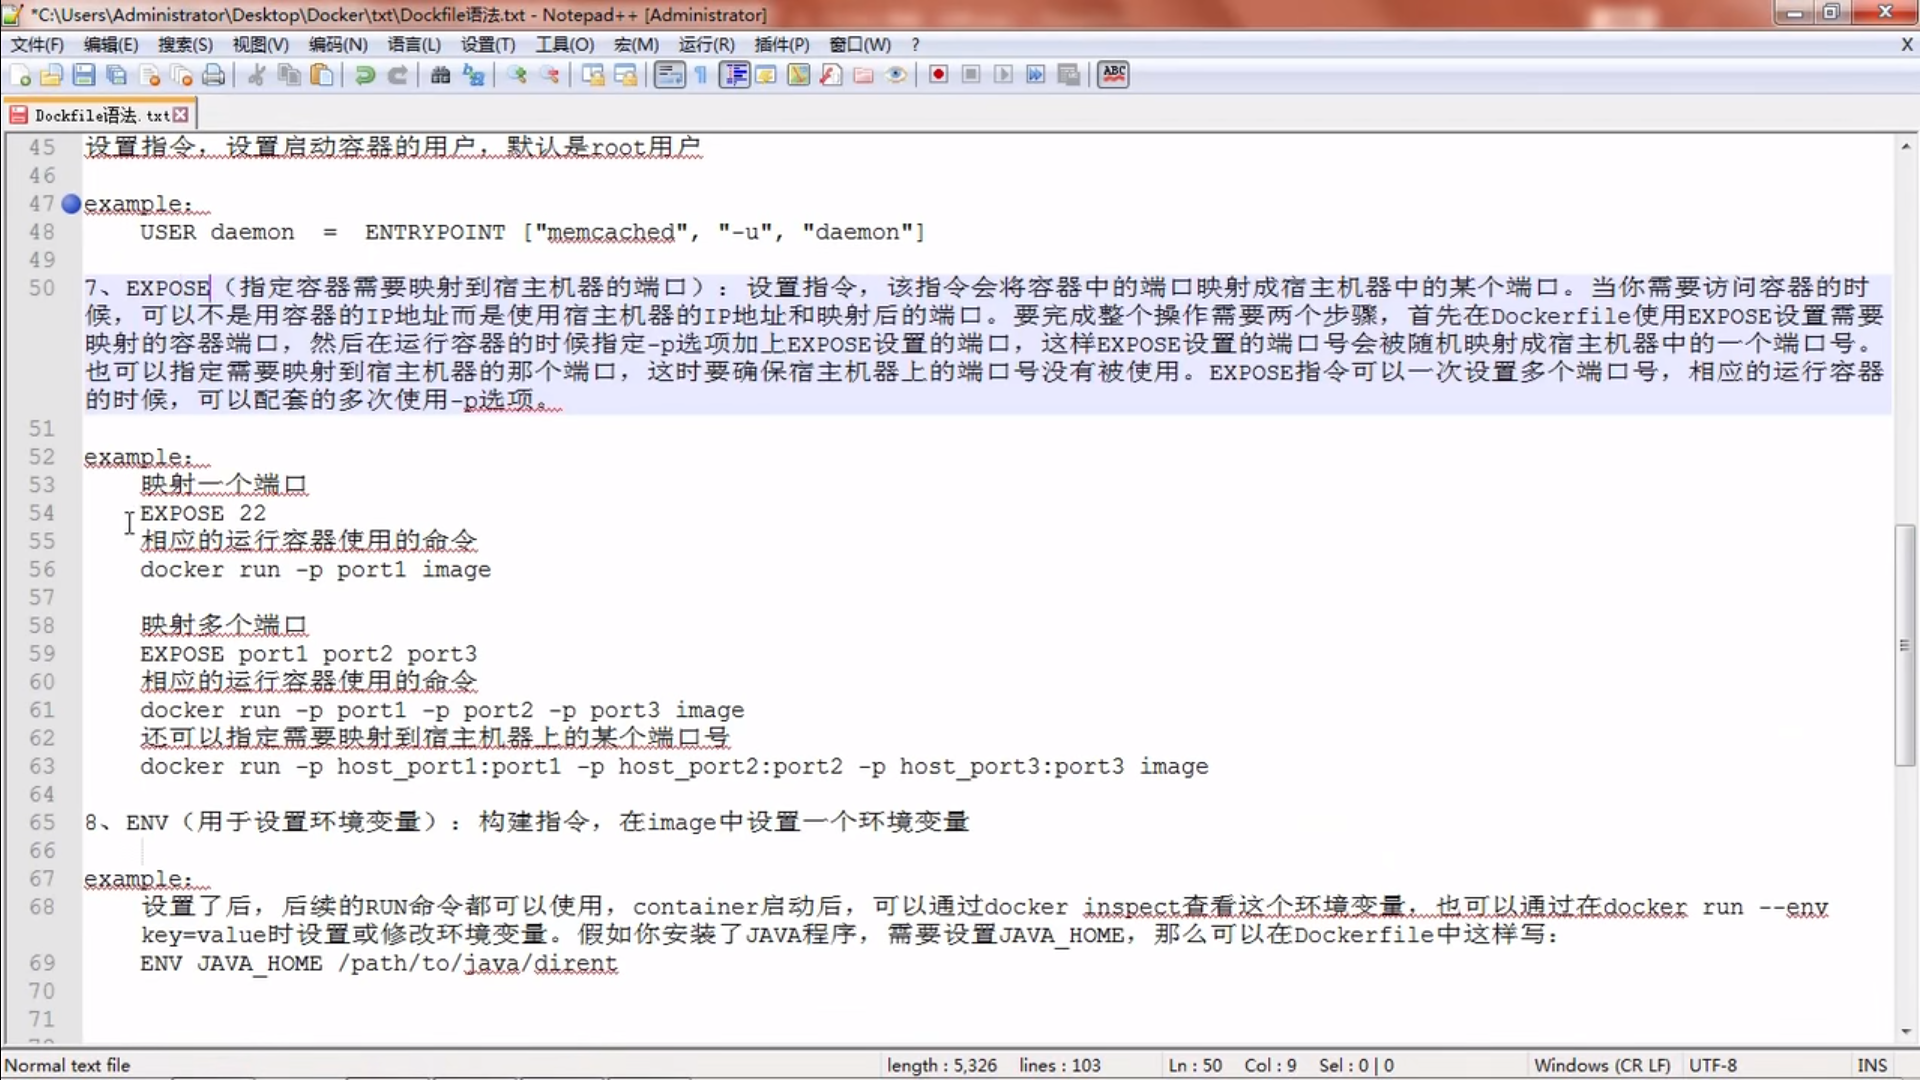 *C:\Users\Administrator\Desktop\Docker\txt\Dockfile语法.txt - Notepad++ [Administrator]
文件(F) 编辑(E) 搜索(S) 视图(V) 编码(N) 语言(L) 设置(T) 工具(O) 宏(M) 运行(R) 插件(P) 窗口(W) ? X
ABC
Dockfile语法.txt
45 设置指令，设置启动容器的用户，默认是root用户
46
47 example:
48 USER daemon = ENTRYPOINT ["memcached", "-u", "daemon"]
49
50 7、EXPOSE（指定容器需要映射到宿主机器的端口）：设置指令，该指令会将容器中的端口映射成宿主机器中的某个端口。当你需要访问容器的时
候，可以不是用容器的IP地址而是使用宿主机器的IP地址和映射后的端口。要完成整个操作需要两个步骤，首先在Dockerfile使用EXPOSE设置需要
映射的容器端口，然后在运行容器的时候指定-p选项加上EXPOSE设置的端口，这样EXPOSE设置的端口号会被随机映射成宿主机器中的一个端口号。
也可以指定需要映射到宿主机器的那个端口，这时要确保宿主机器上的端口号没有被使用。EXPOSE指令可以一次设置多个端口号，相应的运行容器
的时候，可以配套的多次使用-p选项。
51
52 example:
53 映射一个端口
54 EXPOSE 22
55 相应的运行容器使用的命令
56 docker run -p port1 image
57
58 映射多个端口
59 EXPOSE port1 port2 port3
60 相应的运行容器使用的命令
61 docker run -p port1 -p port2 -p port3 image
62 还可以指定需要映射到宿主机器上的某个端口号
63 docker run -p host_port1:port1 -p host_port2:port2 -p host_port3:port3 image
64
65 8、ENV（用于设置环境变量）：构建指令，在image中设置一个环境变量
66
67 example:
68 设置了后，后续的RUN命令都可以使用，container启动后，可以通过docker inspect查看这个环境变量，也可以通过在docker run --env
key=value时设置或修改环境变量。假如你安装了JAVA程序，需要设置JAVA_HOME，那么可以在Dockerfile中这样写：
69 ENV JAVA_HOME /path/to/java/dirent
70
71
Normal text file length : 5,326 lines : 103 Ln : 50 Col : 9 Sel : 0 | 0 Windows (CR LF) UTF-8 INS